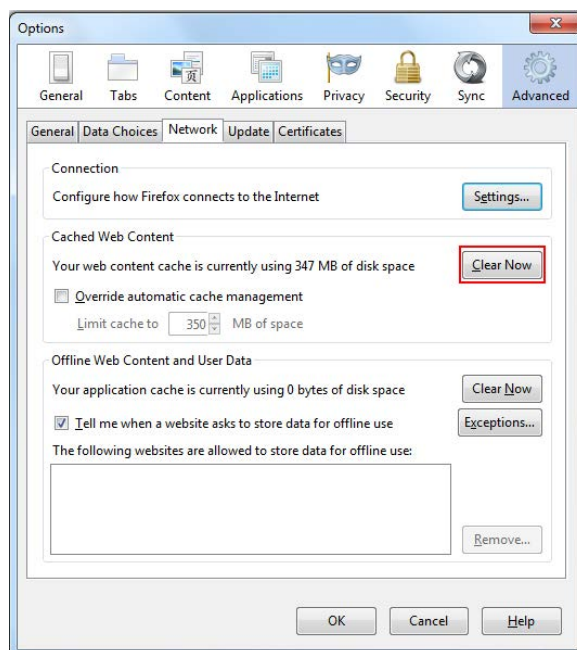 Options
General Tabs Content Applications Privacy Security Sync Advanced
General Data Choices Network Update Certificates
Connection
Configure how Firefox connects to the Internet Settings...
Cached Web Content
Your web content cache is currently using 347 MB of disk space Clear Now
Override automatic cache management
Limit cache to 350 MB of space
Offline Web Content and User Data
Your application cache is currently using 0 bytes of disk space Clear Now
Tell me when a website asks to store data for offline use Exceptions...
The following websites are allowed to store data for offline use:
Remove...
OK Cancel Help